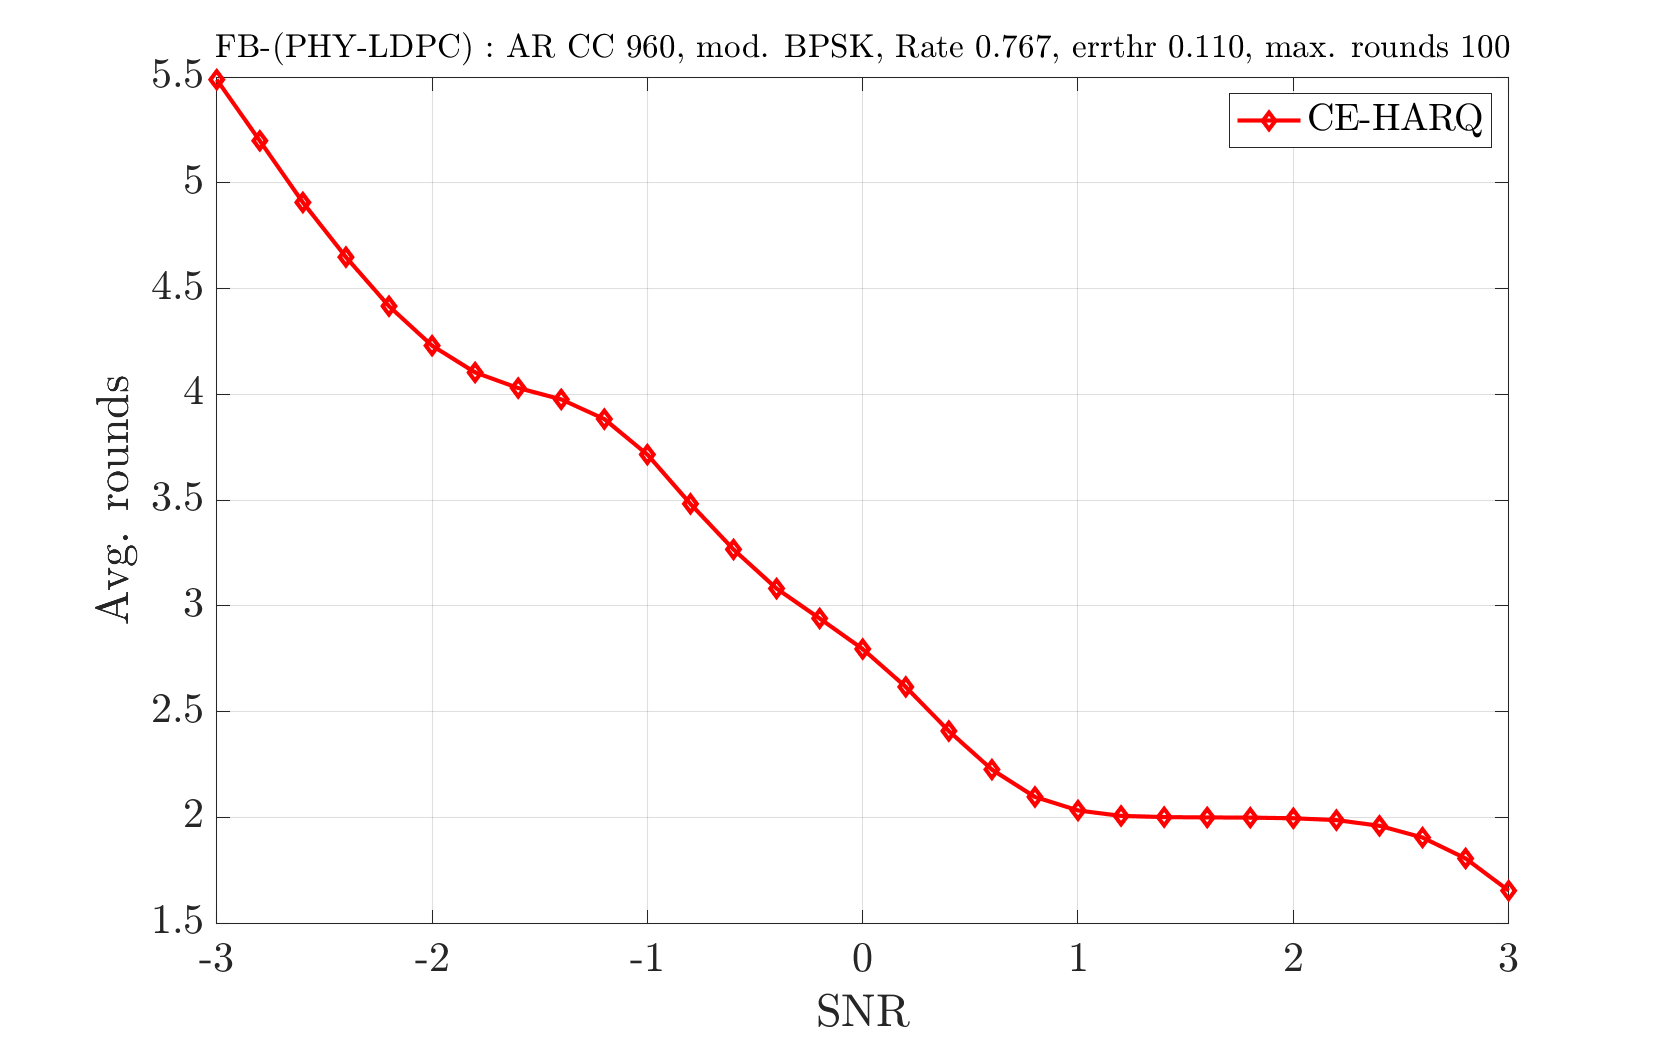 FB-(PHY-LDPC) : AR CC 960, mod. BPSK, Rate 0.767, errthr 0.110, max. rounds 100
CE-HARQ
5.5
5
4.5
4
3.5
3
2.5
2
1.5
Avg. rounds
-3 -2 -1 0 1 2 3
SNR